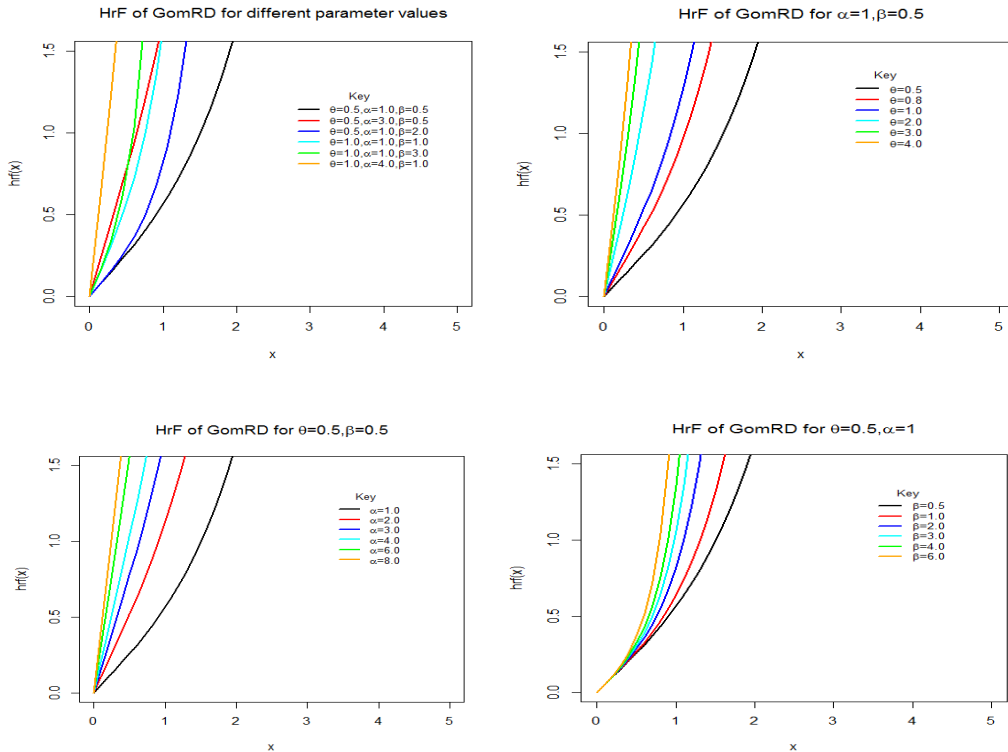 HrF of GomRD for different parameter values
hrf(x)
1.5
1.0
0.5
0.0
Key
θ=0.5,α=1.0,β=0.5
θ=0.5,α=3.0,β=0.5
θ=0.5,α=1.0,β=2.0
θ=1.0,α=1.0,β=1.0
θ=1.0,α=1.0,β=3.0
θ=1.0,α=4.0,β=1.0
0 1 2 3 4 5
x
HrF of GomRD for α=1,β=0.5
hrf(x)
1.5
1.0
0.5
0.0
Key
θ=0.5
θ=0.8
θ=1.0
θ=2.0
θ=3.0
θ=4.0
0 1 2 3 4 5
x
HrF of GomRD for θ=0.5,β=0.5
hrf(x)
1.5
1.0
0.5
0.0
Key
α=1.0
α=2.0
α=3.0
α=4.0
α=6.0
α=8.0
0 1 2 3 4 5
x
HrF of GomRD for θ=0.5,α=1
hrf(x)
1.5
1.0
0.5
0.0
Key
β=0.5
β=1.0
β=2.0
β=3.0
β=4.0
β=6.0
0 1 2 3 4 5
x